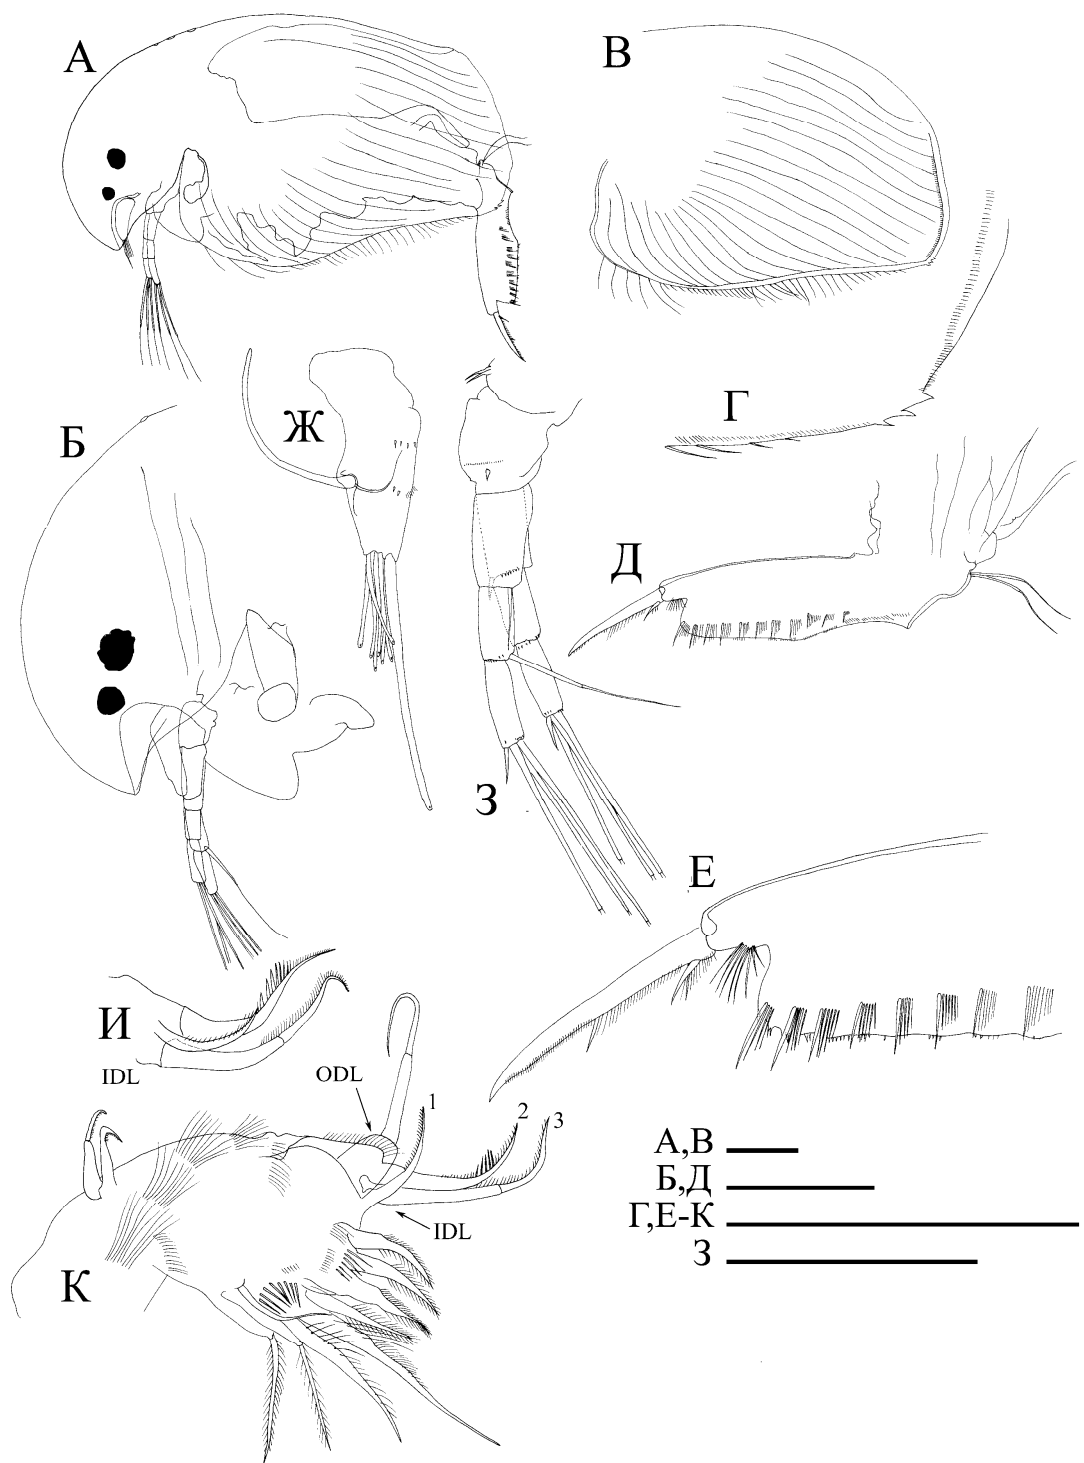 А
В
Г
Б
Ж
Д
З
Е
И
IDL
ODL
1
2
3
IDL
К
А,В
Б,Д
Г,Е-К
З